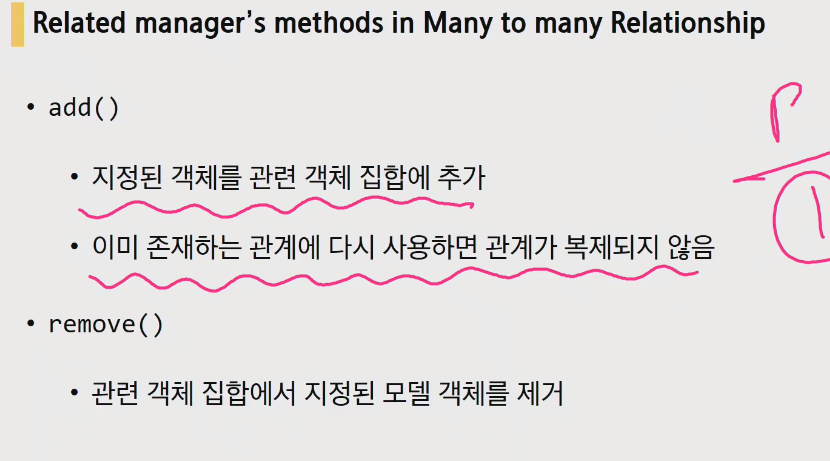 Related manager's methods in Many to many Relationship
• add()
• 지정된 객체를 관련 객체 집합에 추가
• 이미 존재하는 관계에 다시 사용하면 관계가 복제되지 않음
• remove()
• 관련 객체 집합에서 지정된 모델 객체를 제거